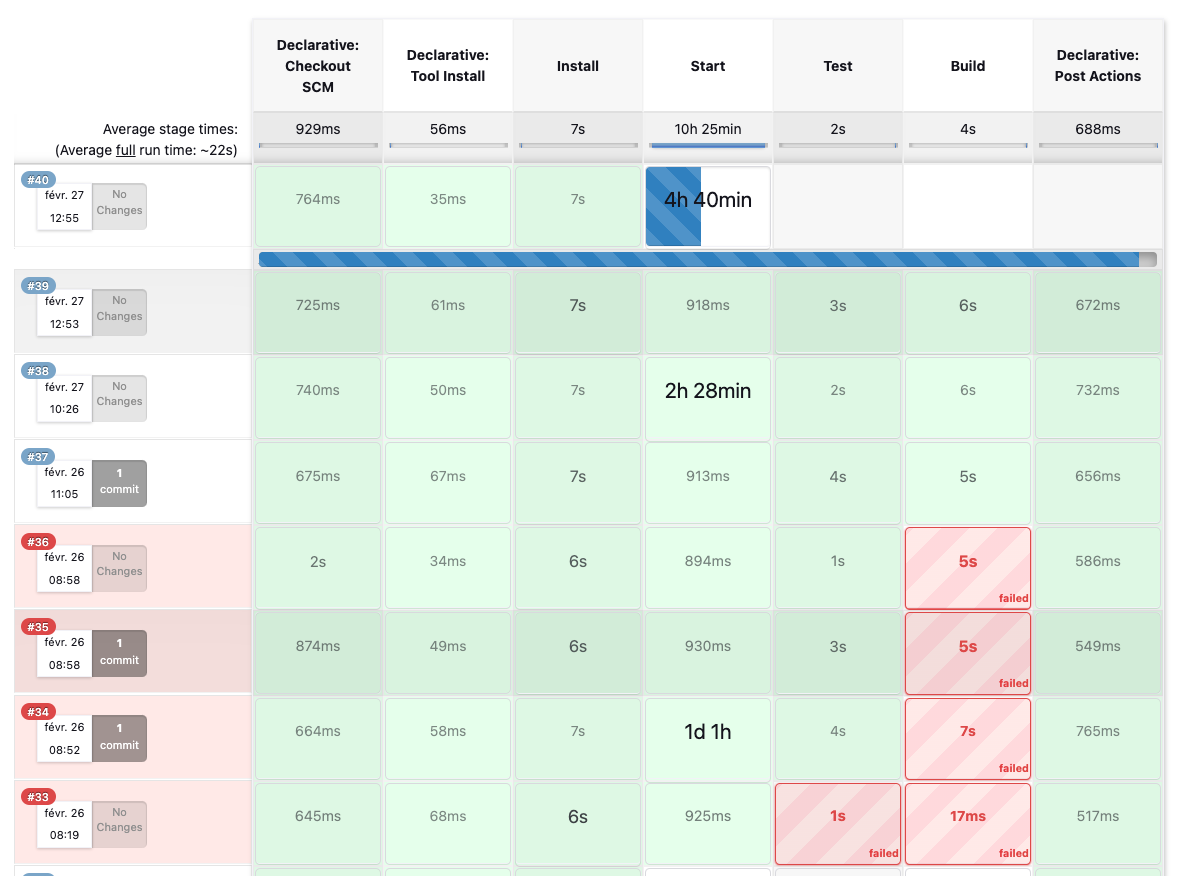 Declarative:
Checkout
SCM
Declarative:
Tool Install
Install
Start
Test
Build
Declarative:
Post Actions
Average stage times:
(Average full run time: ~22s)
929ms
56ms
7s
10h 25min
2s
4s
688ms
#40
févr. 27
12:55
No
Changes
764ms
35ms
7s
4h 40min
#39
févr. 27
12:53
No
Changes
725ms
61ms
7s
918ms
3s
6s
672ms
#38
févr. 27
10:26
No
Changes
740ms
50ms
7s
2h 28min
2s
6s
732ms
#37
févr. 26
11:05
1
commit
675ms
67ms
7s
913ms
4s
5s
656ms
#36
févr. 26
08:58
No
Changes
2s
34ms
6s
894ms
1s
5s
failed
586ms
#35
févr. 26
08:58
1
commit
874ms
49ms
6s
930ms
3s
5s
failed
549ms
#34
févr. 26
08:52
1
commit
664ms
58ms
7s
1d 1h
4s
7s
failed
765ms
#33
févr. 26
08:19
No
Changes
645ms
68ms
6s
925ms
1s
failed
17ms
failed
517ms